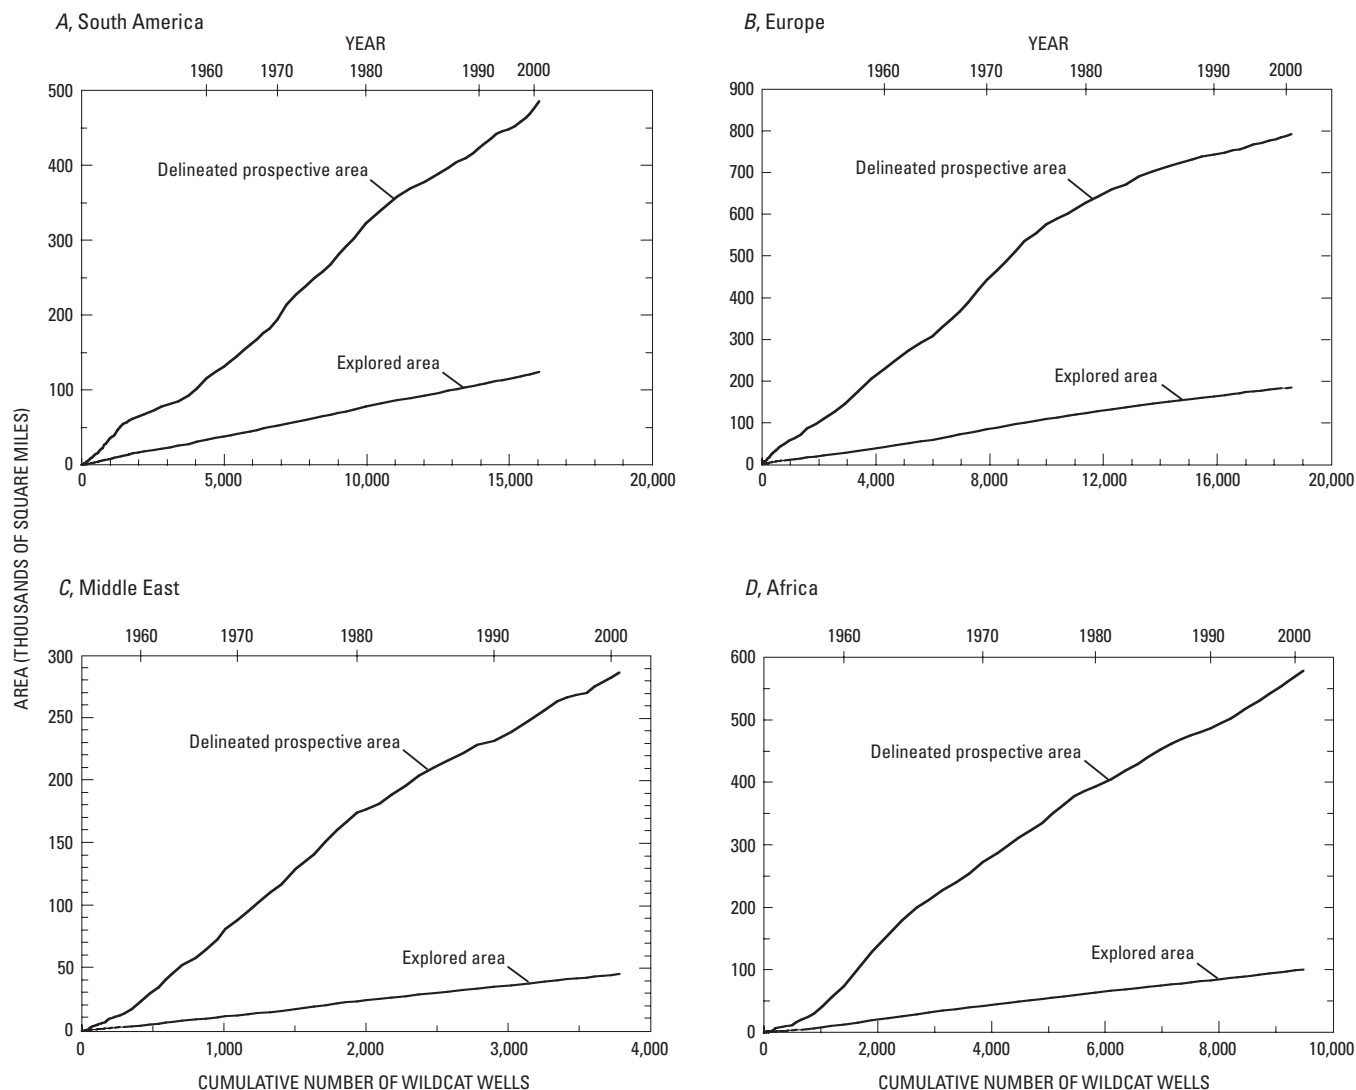 A, South America
YEAR
1960 1970 1980 1990 2000
500
400
300
200
100
0
Delineated prospective area
Explored area
0 5,000 10,000 15,000 20,000
B, Europe
YEAR
1960 1970 1980 1990 2000
900
800
700
600
500
400
300
200
100
0
Delineated prospective area
Explored area
0 4,000 8,000 12,000 16,000 20,000
AREA (THOUSANDS OF SQUARE MILES)
C, Middle East
1960 1970 1980 1990 2000
300
250
200
150
100
50
0
Delineated prospective area
Explored area
0 1,000 2,000 3,000 4,000
CUMULATIVE NUMBER OF WILDCAT WELLS
D, Africa
1960 1970 1980 1990 2000
600
500
400
300
200
100
0
Delineated prospective area
Explored area
0 2,000 4,000 6,000 8,000 10,000
CUMULATIVE NUMBER OF WILDCAT WELLS